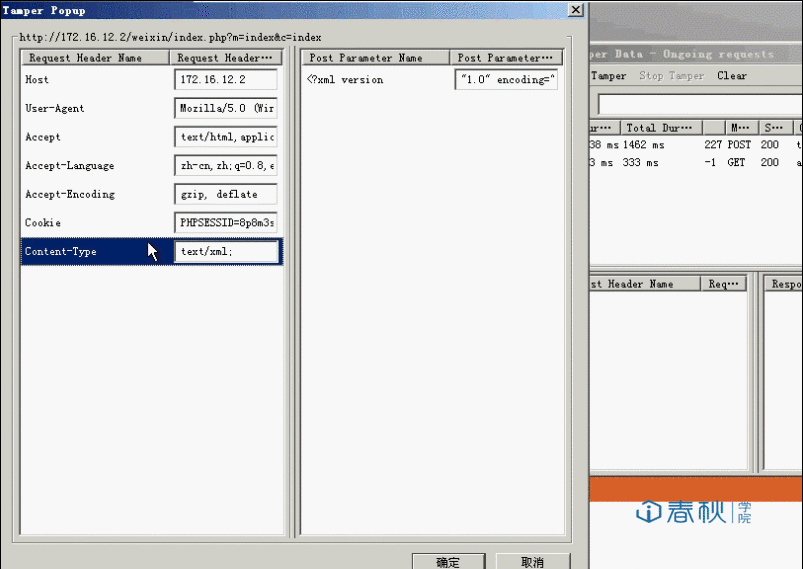 Tamper Popup
http://172.16.12.2/weixin/index.php?m=index&c=index
Request Header Name Request Header···
Host 172.16.12.2
User-Agent Mozilla/5.0 (Wir
Accept text/html,applic
Accept-Language zh-cn,zh;q=0.8,e
Accept-Encoding gzip, deflate
Cookie PHPSESSID=8p8m3s
Content-Type text/xml;
Post Parameter Name Post Parameter···
<?xml version "1.0" encoding="
确定 取消
per Data - Ongoing requests
Tamper Stop Tamper Clear
ur··· Total Dur··· M··· S···
38 ms 1462 ms 227 POST 200 t
3 ms 333 ms -1 GET 200 a
st Header Name Req··· Respo
春秋学院